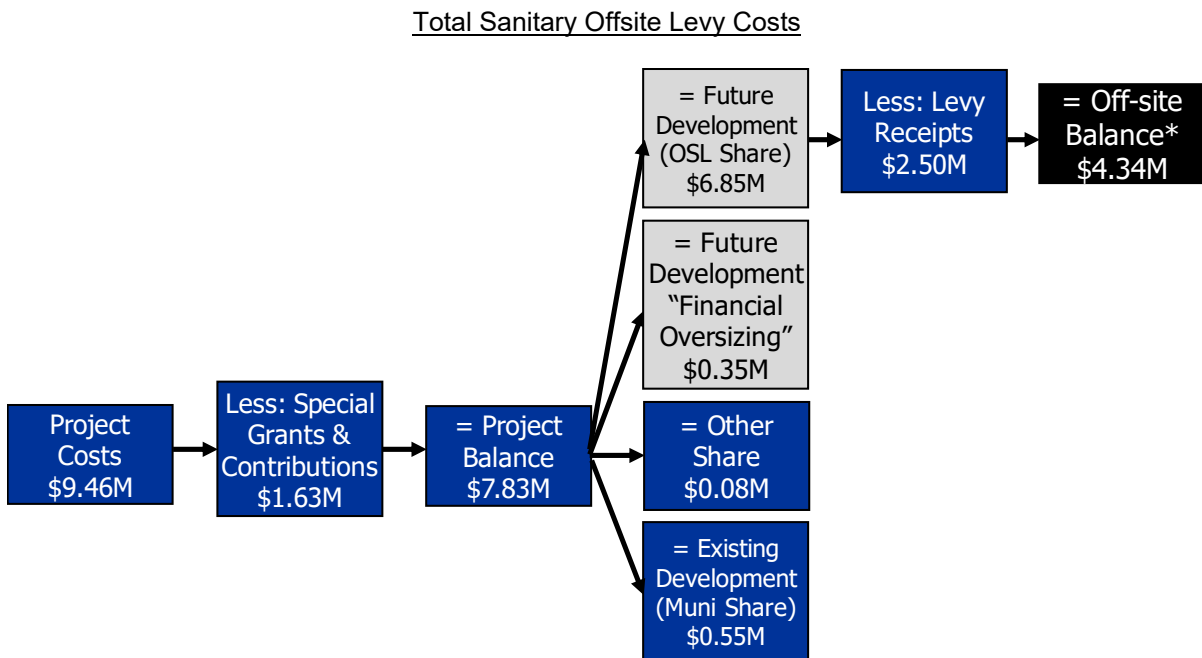 Total Sanitary Offsite Levy Costs
Project
Costs
$9.46M
Less: Special
Grants &
Contributions
$1.63M
= Project
Balance
$7.83M
= Future
Development
(OSL Share)
$6.85M
Less: Levy
Receipts
$2.50M
= Off-site
Balance*
$4.34M
= Future
Development
“Financial
Oversizing”
$0.35M
= Other
Share
$0.08M
= Existing
Development
(Muni Share)
$0.55M